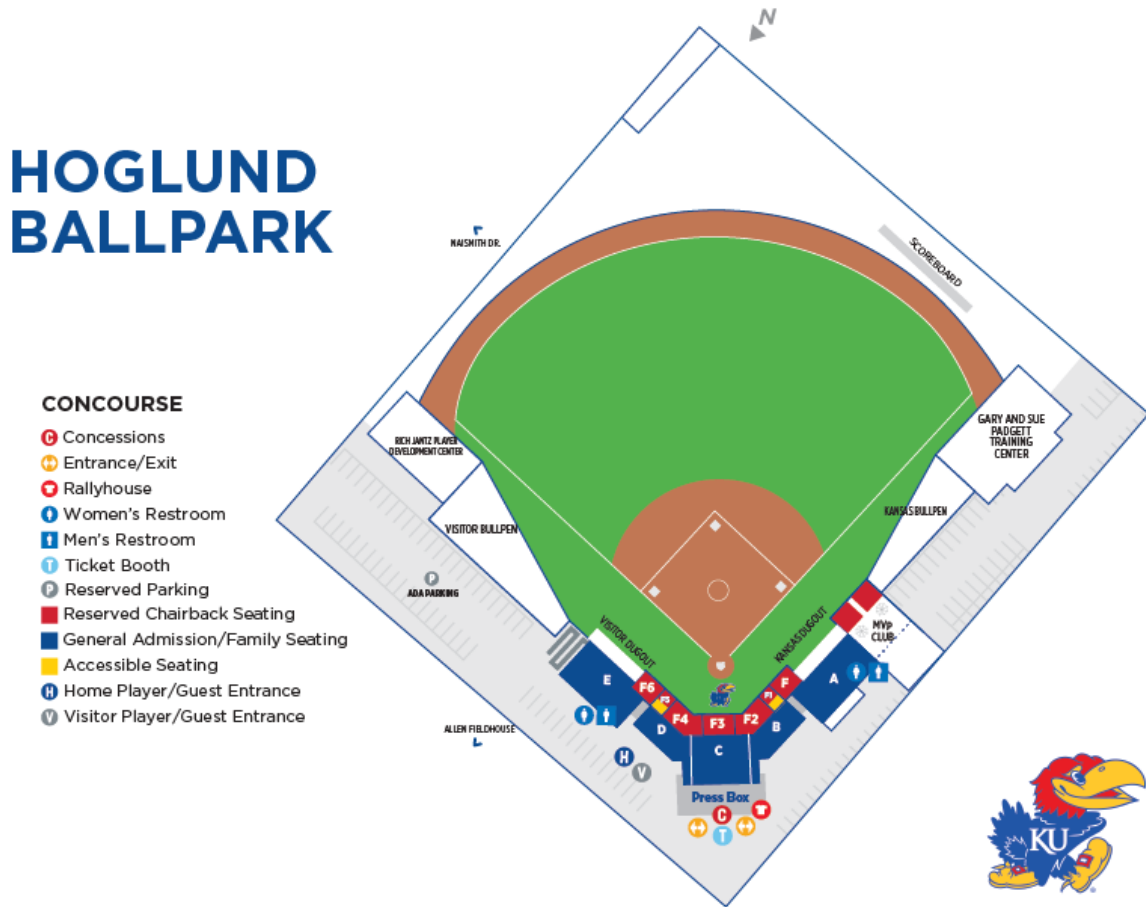 N
HOGLUND
BALLPARK
NAISMITH DR.
SCOREBOARD
CONCOURSE
C Concessions
Entrance/Exit
Rallyhouse
Women's Restroom
Men's Restroom
T Ticket Booth
P Reserved Parking
Reserved Chairback Seating
General Admission/Family Seating
Accessible Seating
H Home Player/Guest Entrance
V Visitor Player/Guest Entrance
RICH JANTZ PLAYER
DEVELOPMENT CENTER
GARY AND SUE
PADGETT
TRAINING
CENTER
VISITOR BULLPEN
KANSAS BULLPEN
P
ADA PARKING
VISITOR DUGOUT
KANSAS DUGOUT
MVP
CLUB
E
F6
F5
F4
F3
F2
F1
F
A
D
C
B
ALLEN FIELDHOUSE
H
V
Press Box
C
T
KU